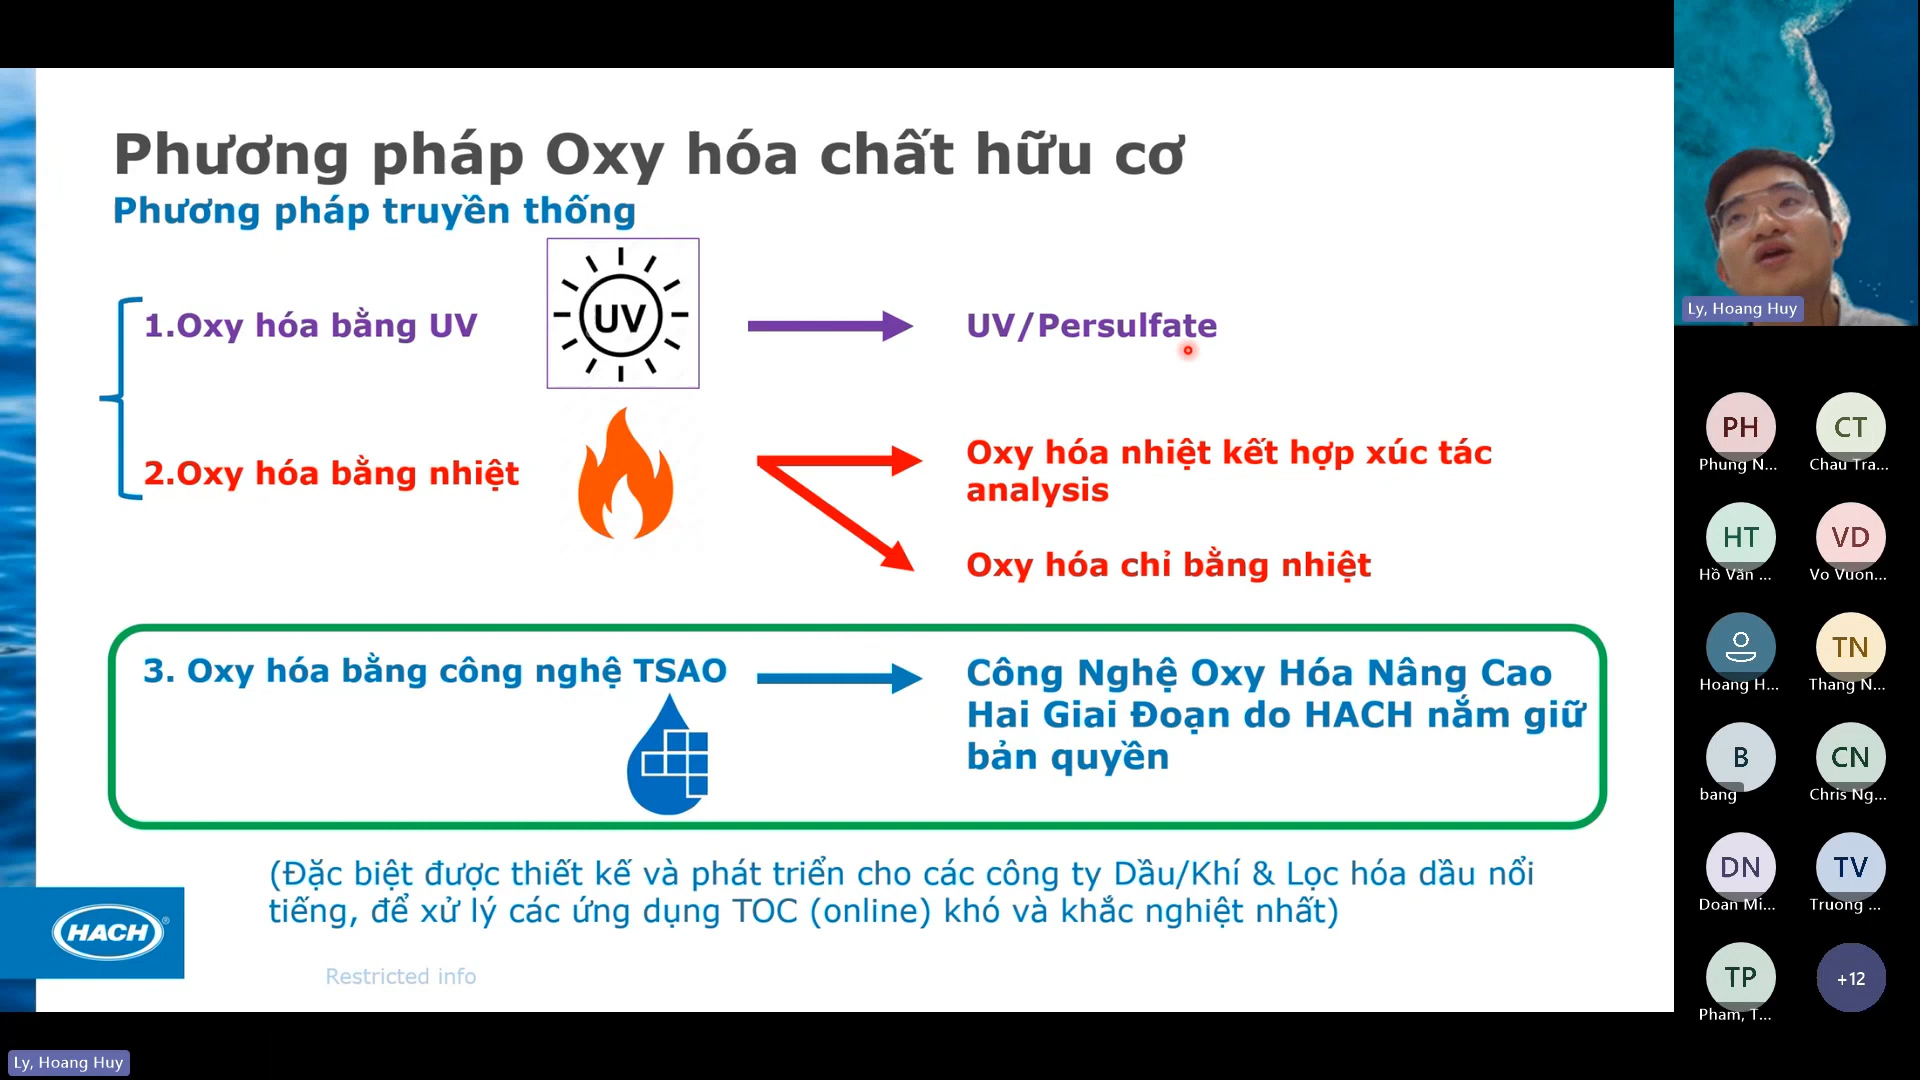 Phương pháp Oxy hóa chất hữu cơ
Phương pháp truyền thống
1.Oxy hóa bằng UV
UV
UV/Persulfate
2.Oxy hóa bằng nhiệt
Oxy hóa nhiệt kết hợp xúc tác
analysis
Oxy hóa chỉ bằng nhiệt
3. Oxy hóa bằng công nghệ TSAO
Công Nghệ Oxy Hóa Nâng Cao
Hai Giai Đoạn do HACH nắm giữ
bản quyền
(Đặc biệt được thiết kế và phát triển cho các công ty Dầu/Khí & Lọc hóa dầu nổi
tiếng, để xử lý các ứng dụng TOC (online) khó và khắc nghiệt nhất)
HACH®
Restricted info
Ly, Hoang Huy
Ly, Hoang Huy
PH
Phung N...
CT
Chau Tra...
HT
Hồ Văn ...
VD
Vo Vuon...
Hoang H...
TN
Thang N...
B
bang
CN
Chris Ng...
DN
Doan Mi...
TV
Truong ...
TP
Pham, T...
+12